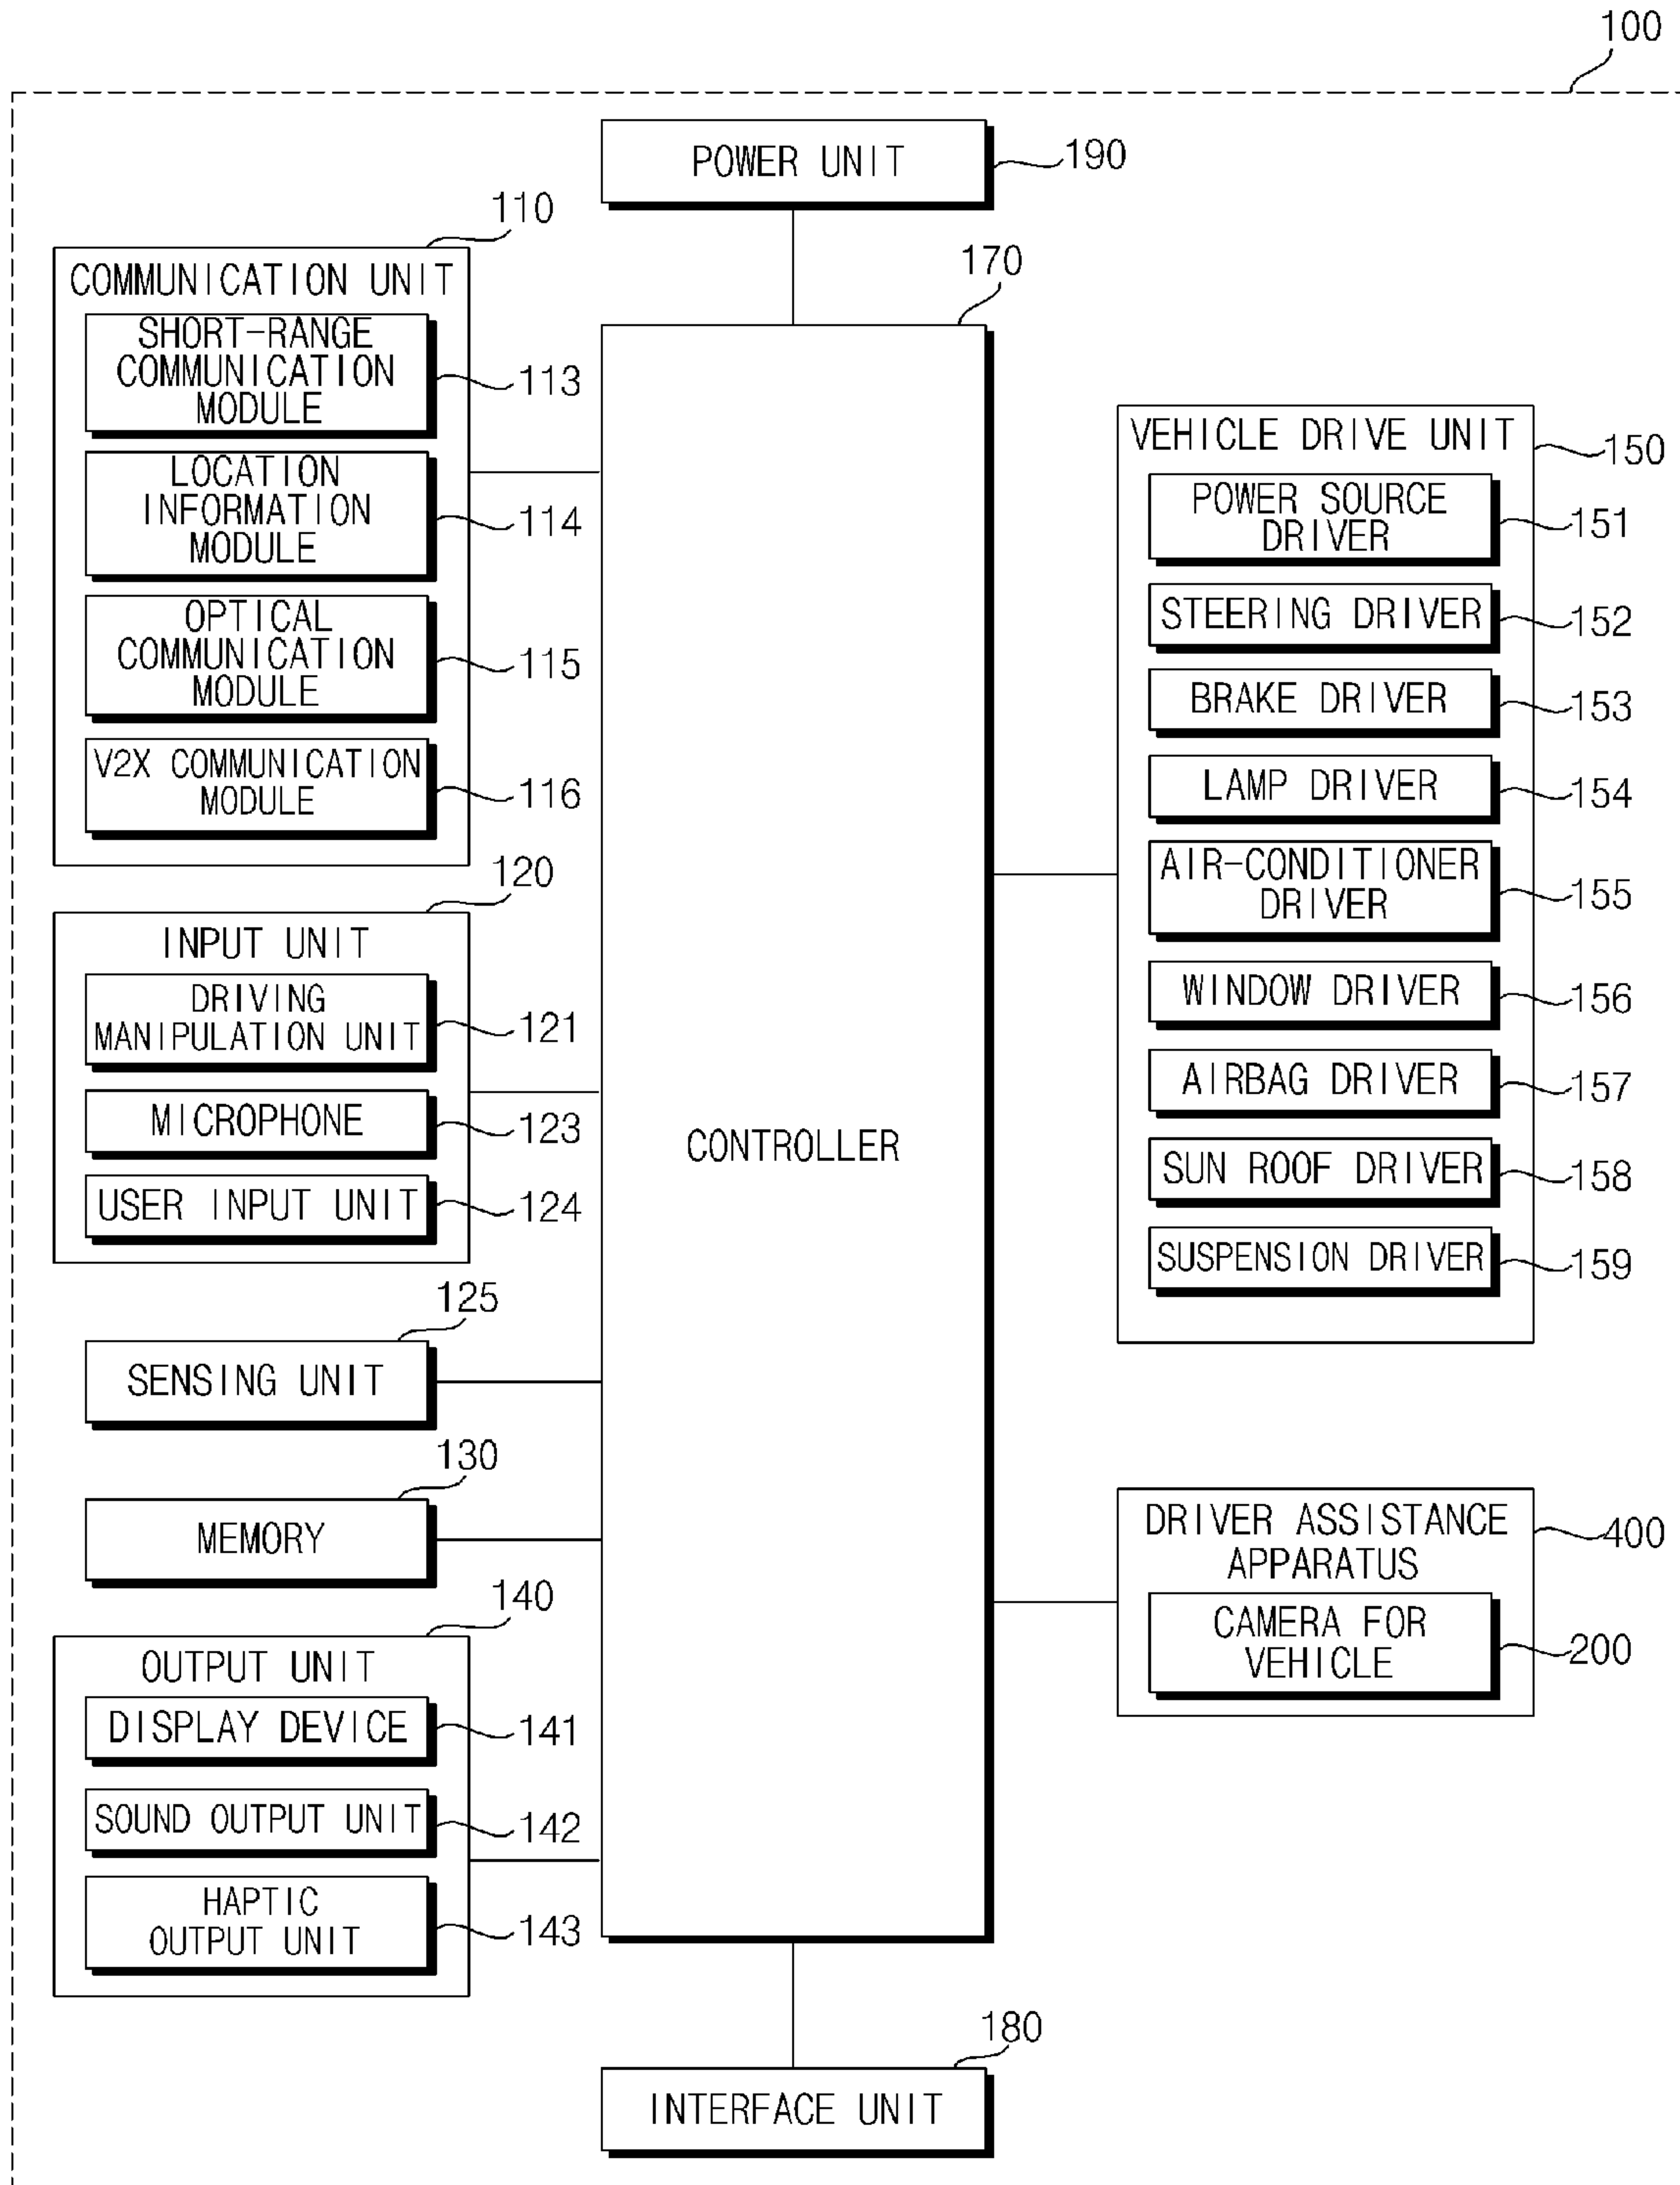 100
POWER UNIT
190
110
COMMUNICATION UNIT
SHORT-RANGE
COMMUNICATION
MODULE
113
LOCATION
INFORMATION
MODULE
114
OPTICAL
COMMUNICATION
MODULE
115
V2X COMMUNICATION
MODULE
116
120
INPUT UNIT
DRIVING
MANIPULATION UNIT
121
MICROPHONE
123
USER INPUT UNIT
124
125
SENSING UNIT
130
MEMORY
140
OUTPUT UNIT
DISPLAY DEVICE
141
SOUND OUTPUT UNIT
142
HAPTIC
OUTPUT UNIT
143
170
CONTROLLER
VEHICLE DRIVE UNIT
150
POWER SOURCE
DRIVER
151
STEERING DRIVER
152
BRAKE DRIVER
153
LAMP DRIVER
154
AIR-CONDITIONER
DRIVER
155
WINDOW DRIVER
156
AIRBAG DRIVER
157
SUN ROOF DRIVER
158
SUSPENSION DRIVER
159
DRIVER ASSISTANCE
APPARATUS
400
CAMERA FOR
VEHICLE
200
180
INTERFACE UNIT